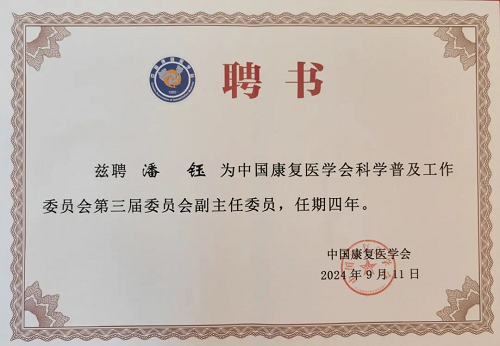 聘书
兹聘 潘 钰 为中国康复医学会科学普及工作
委员会第三届委员会副主任委员，任期四年。
中国康复医学会
2024年9月11日